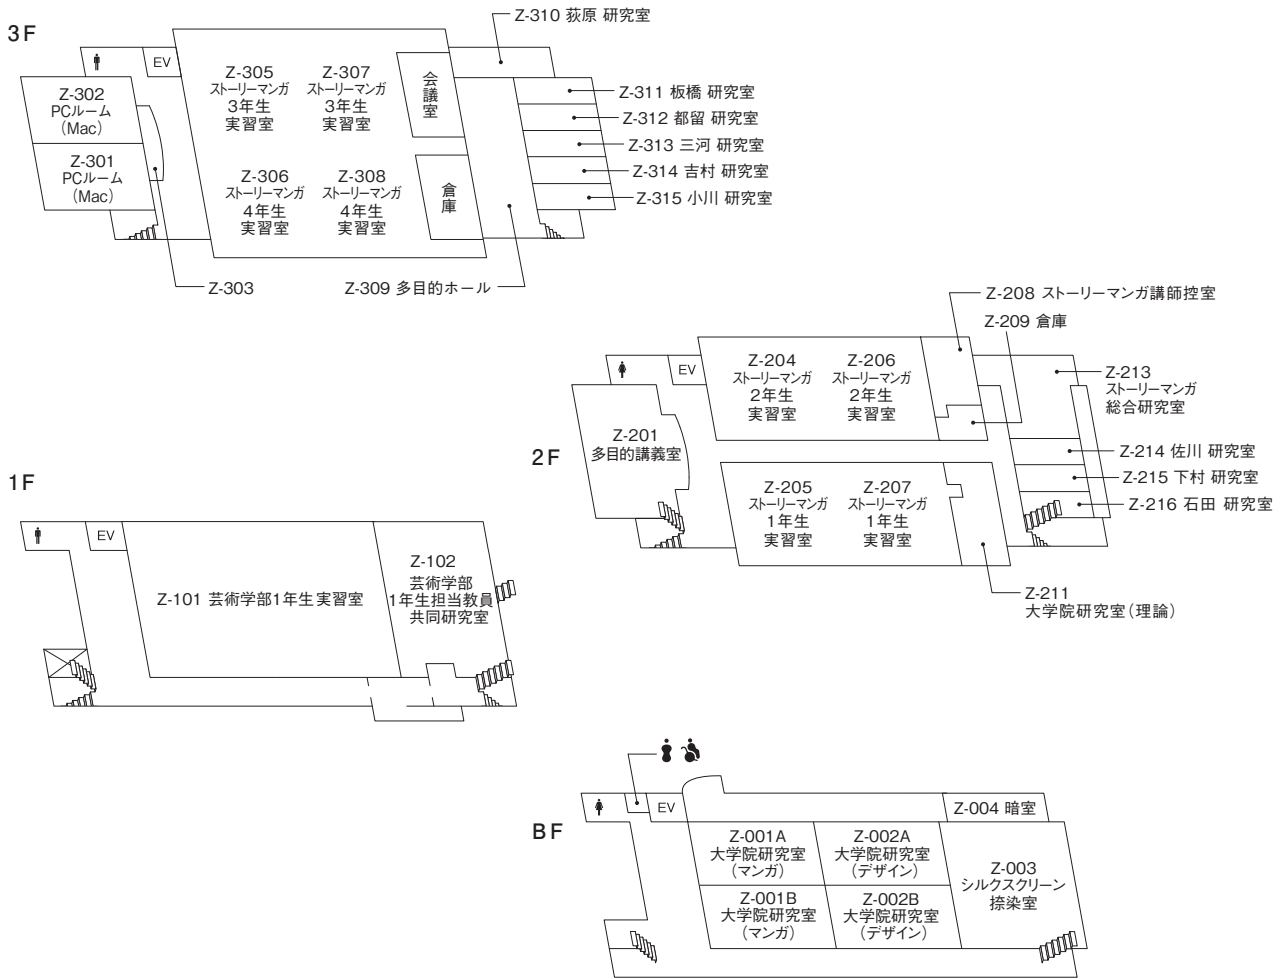 3F
EV
Z-302
PCルーム
（Mac）
Z-301
PCルーム
（Mac）
Z-305
ストーリーマンガ
3年生
実習室
Z-307
ストーリーマンガ
3年生
実習室
Z-306
ストーリーマンガ
4年生
実習室
Z-308
ストーリーマンガ
4年生
実習室
会議室
倉庫
Z-310 荻原 研究室
Z-311 板橋 研究室
Z-312 都留 研究室
Z-313 三河 研究室
Z-314 吉村 研究室
Z-315 小川 研究室
Z-303
Z-309 多目的ホール
2F
EV
Z-201
多目的講義室
Z-204
ストーリーマンガ
2年生
実習室
Z-206
ストーリーマンガ
2年生
実習室
Z-205
ストーリーマンガ
1年生
実習室
Z-207
ストーリーマンガ
1年生
実習室
Z-208 ストーリーマンガ講師控室
Z-209 倉庫
Z-213
ストーリーマンガ
総合研究室
Z-214 佐川 研究室
Z-215 下村 研究室
Z-216 石田 研究室
Z-211
大学院研究室（理論）
1F
EV
Z-101 芸術学部1年生実習室
Z-102
芸術学部
1年生担当教員
共同研究室
BF
EV
Z-004 暗室
Z-001A
大学院研究室
（マンガ）
Z-002A
大学院研究室
（デザイン）
Z-001B
大学院研究室
（マンガ）
Z-002B
大学院研究室
（デザイン）
Z-003
シルクスクリーン
捺染室